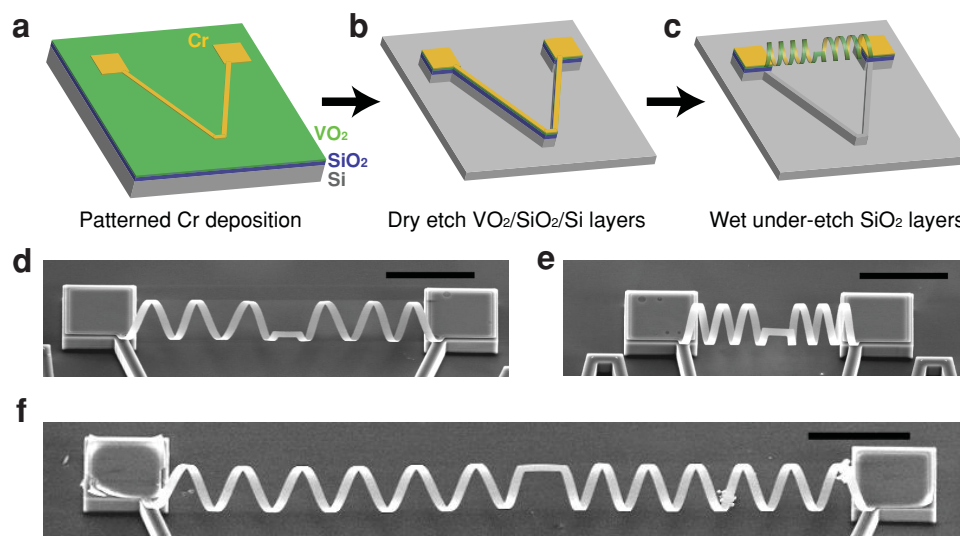 a
b
c
Cr
VO₂
SiO₂
Si
Patterned Cr deposition
Dry etch VO₂/SiO₂/Si layers
Wet under-etch SiO₂ layers
d
e
f